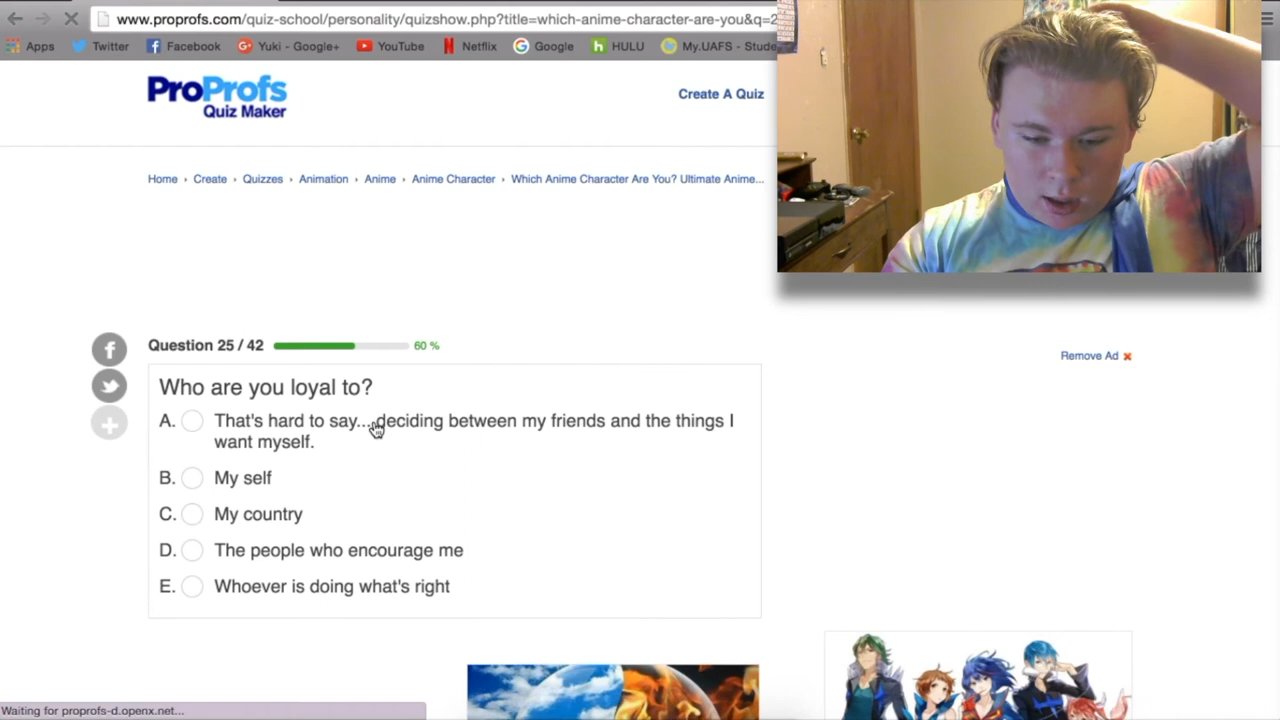 www.proprofs.com/quiz-school/personality/quizshow.php?title=which-anime-character-are-you&q=2
Apps Twitter Facebook Yuki - Google+ YouTube Netflix Google HULU My.UAFS - Stude
ProProfs
Quiz Maker
Create A Quiz
Home › Create › Quizzes › Animation › Anime › Anime Character › Which Anime Character Are You? Ultimate Anime...
Question 25 / 42 60 %
Remove Ad ×
Who are you loyal to?
A. That's hard to say....deciding between my friends and the things I
want myself.
B. My self
C. My country
D. The people who encourage me
E. Whoever is doing what's right
Waiting for proprofs-d.openx.net...